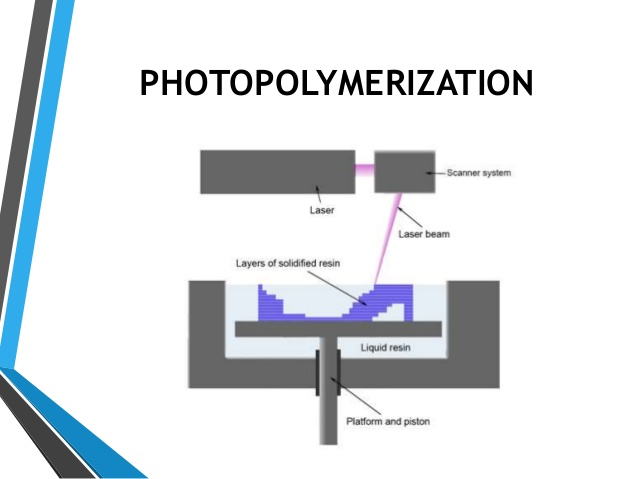 PHOTOPOLYMERIZATION
Scanner system
Laser
Laser beam
Layers of solidified resin
Liquid resin
Platform and piston